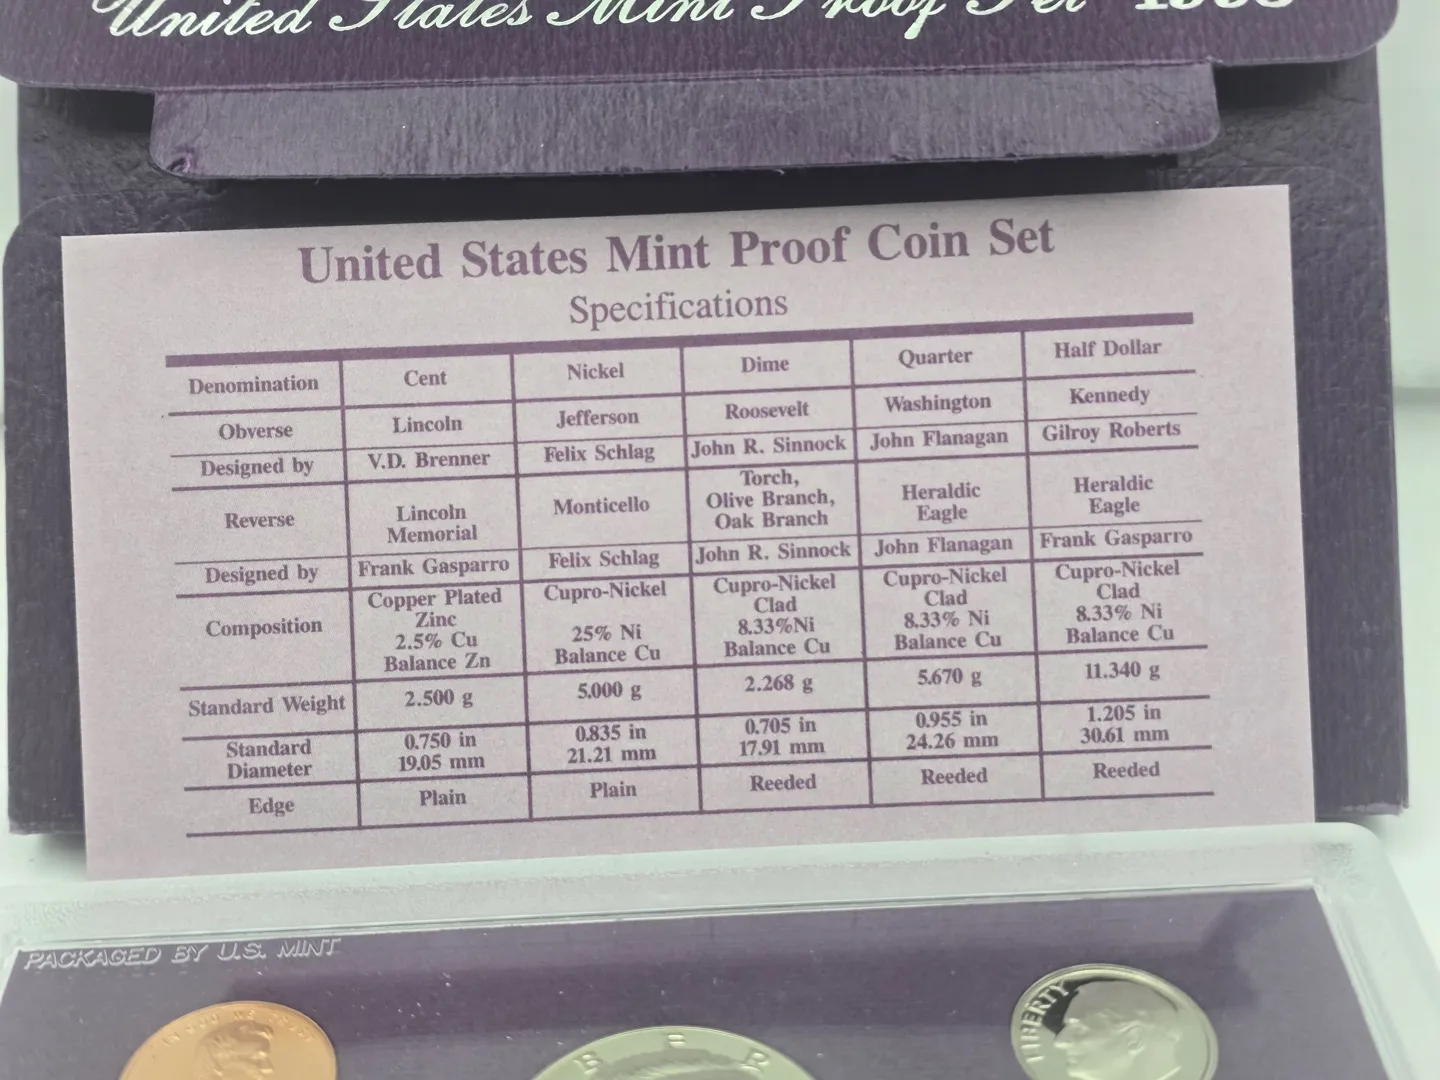 United States Mint Proof Set
United States Mint Proof Coin Set
Specifications
Denomination Cent Nickel Dime Quarter Half Dollar
Obverse Lincoln Jefferson Roosevelt Washington Kennedy
Designed by V.D. Brenner Felix Schlag John R. Sinnock John Flanagan Gilroy Roberts
Reverse Lincoln Memorial Monticello Torch, Olive Branch, Oak Branch Heraldic Eagle Heraldic Eagle
Designed by Frank Gasparro Felix Schlag John R. Sinnock John Flanagan Frank Gasparro
Composition Copper Plated Zinc 2.5% Cu Balance Zn Cupro-Nickel 25% Ni Balance Cu Cupro-Nickel Clad 8.33%Ni Balance Cu Cupro-Nickel Clad 8.33% Ni Balance Cu Cupro-Nickel Clad 8.33% Ni Balance Cu
Standard Weight 2.500 g 5.000 g 2.268 g 5.670 g 11.340 g
Standard Diameter 0.750 in 19.05 mm 0.835 in 21.21 mm 0.705 in 17.91 mm 0.955 in 24.26 mm 1.205 in 30.61 mm
Edge Plain Plain Reeded Reeded Reeded
PACKAGED BY U.S. MINT
LIBERTY
B E R